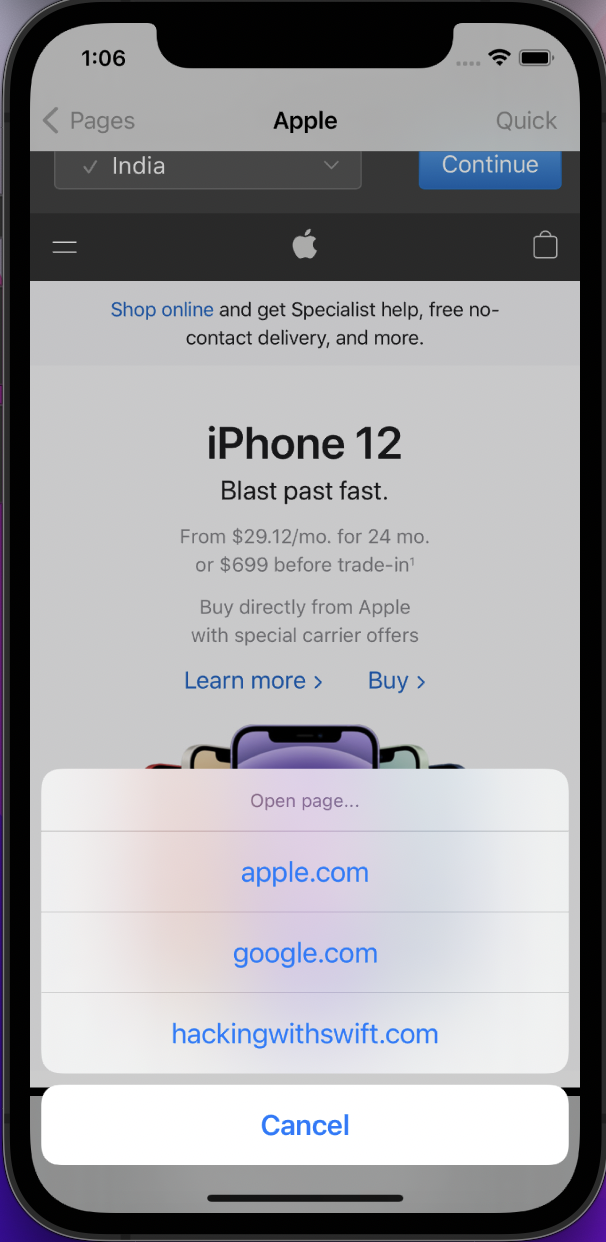 1:06
Pages
Apple
Quick
India
Continue
Shop online and get Specialist help, free no-
contact delivery, and more.
iPhone 12
Blast past fast.
From $29.12/mo. for 24 mo.
or $699 before trade-in¹
Buy directly from Apple
with special carrier offers
Learn more >
Buy >
Open page...
apple.com
google.com
hackingwithswift.com
Cancel